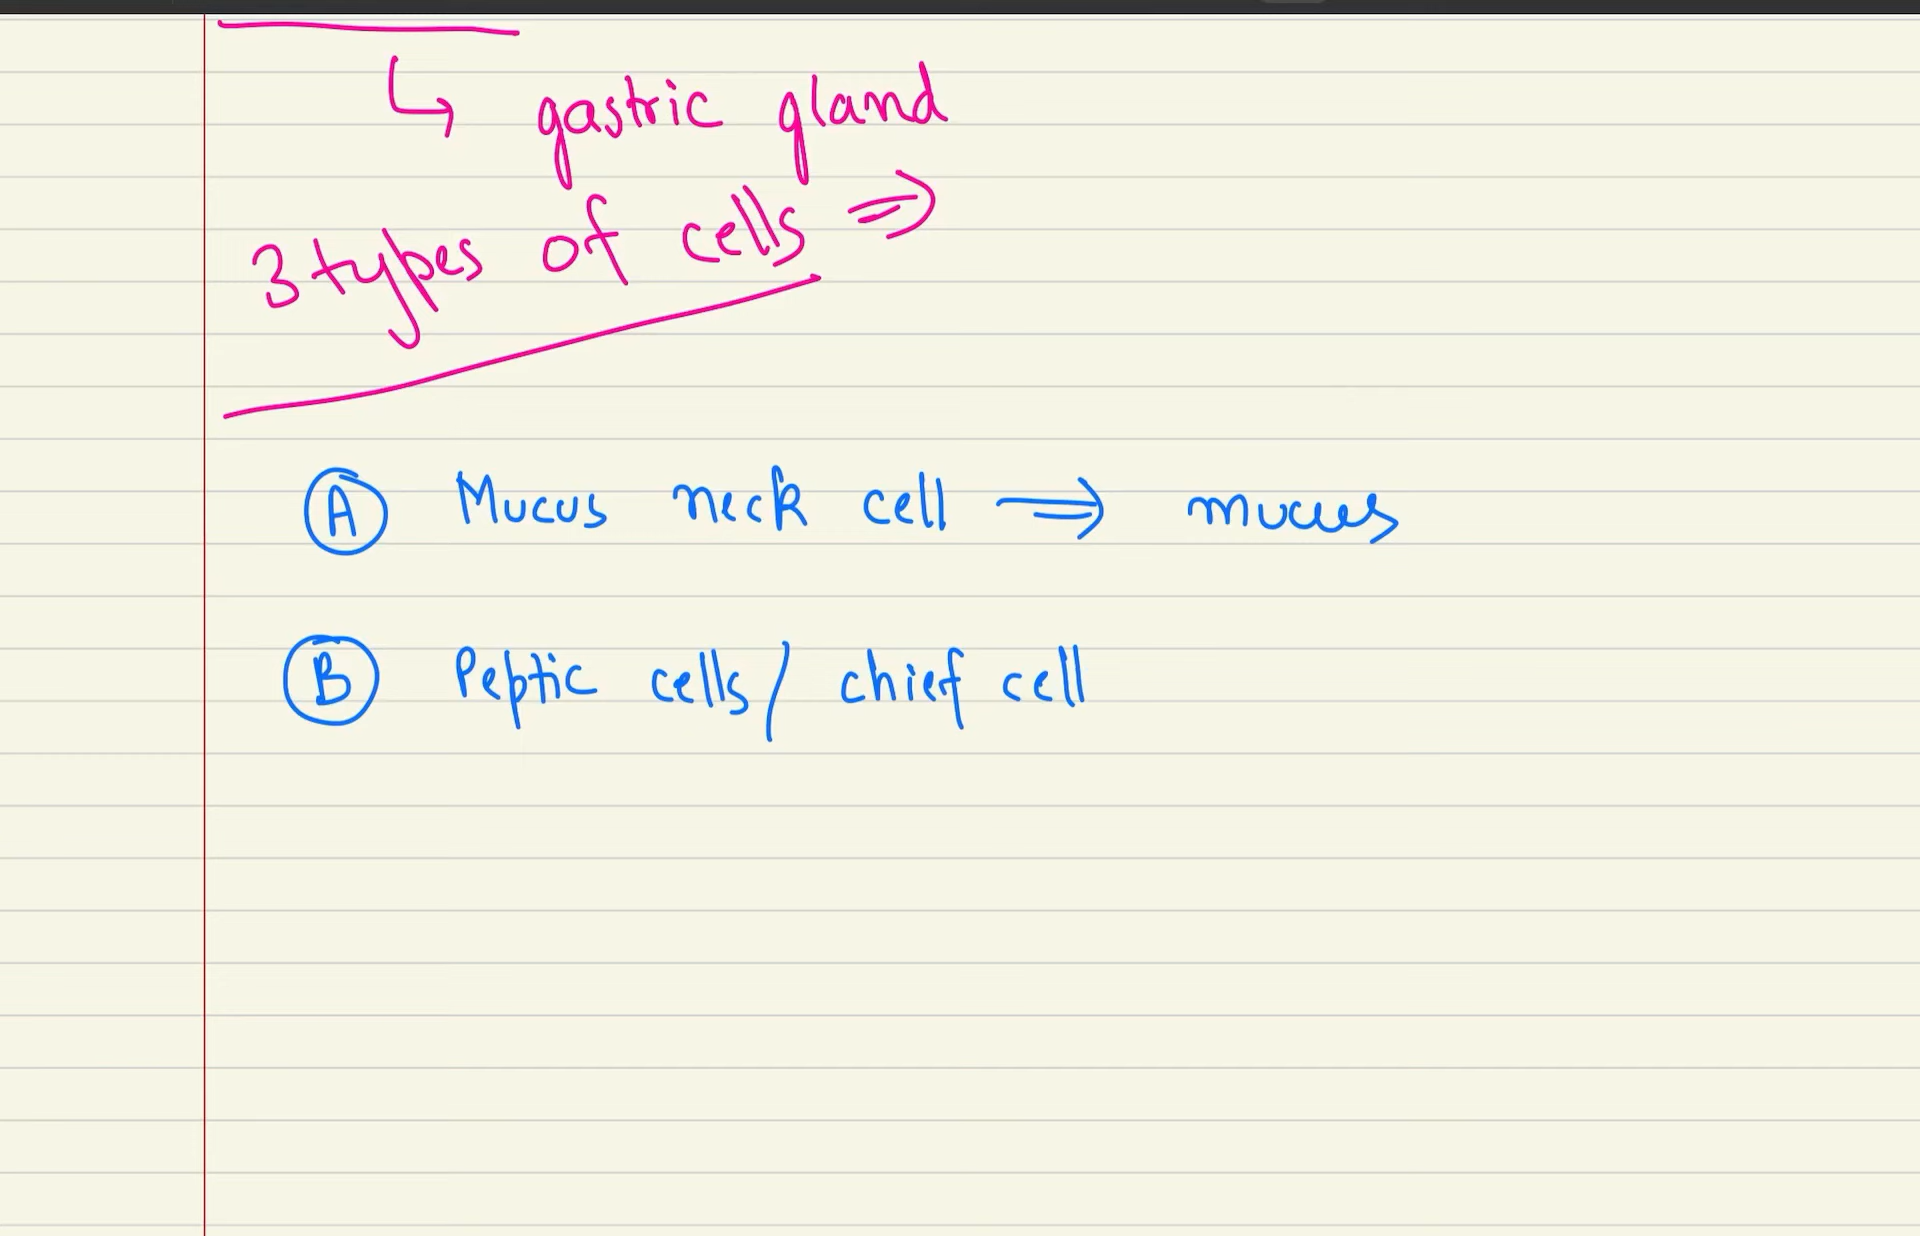 ↳ gastric gland
3 types of cells ⇒
Ⓐ Mucus neck cell ⟹ mucus
Ⓑ Peptic cells / chief cell